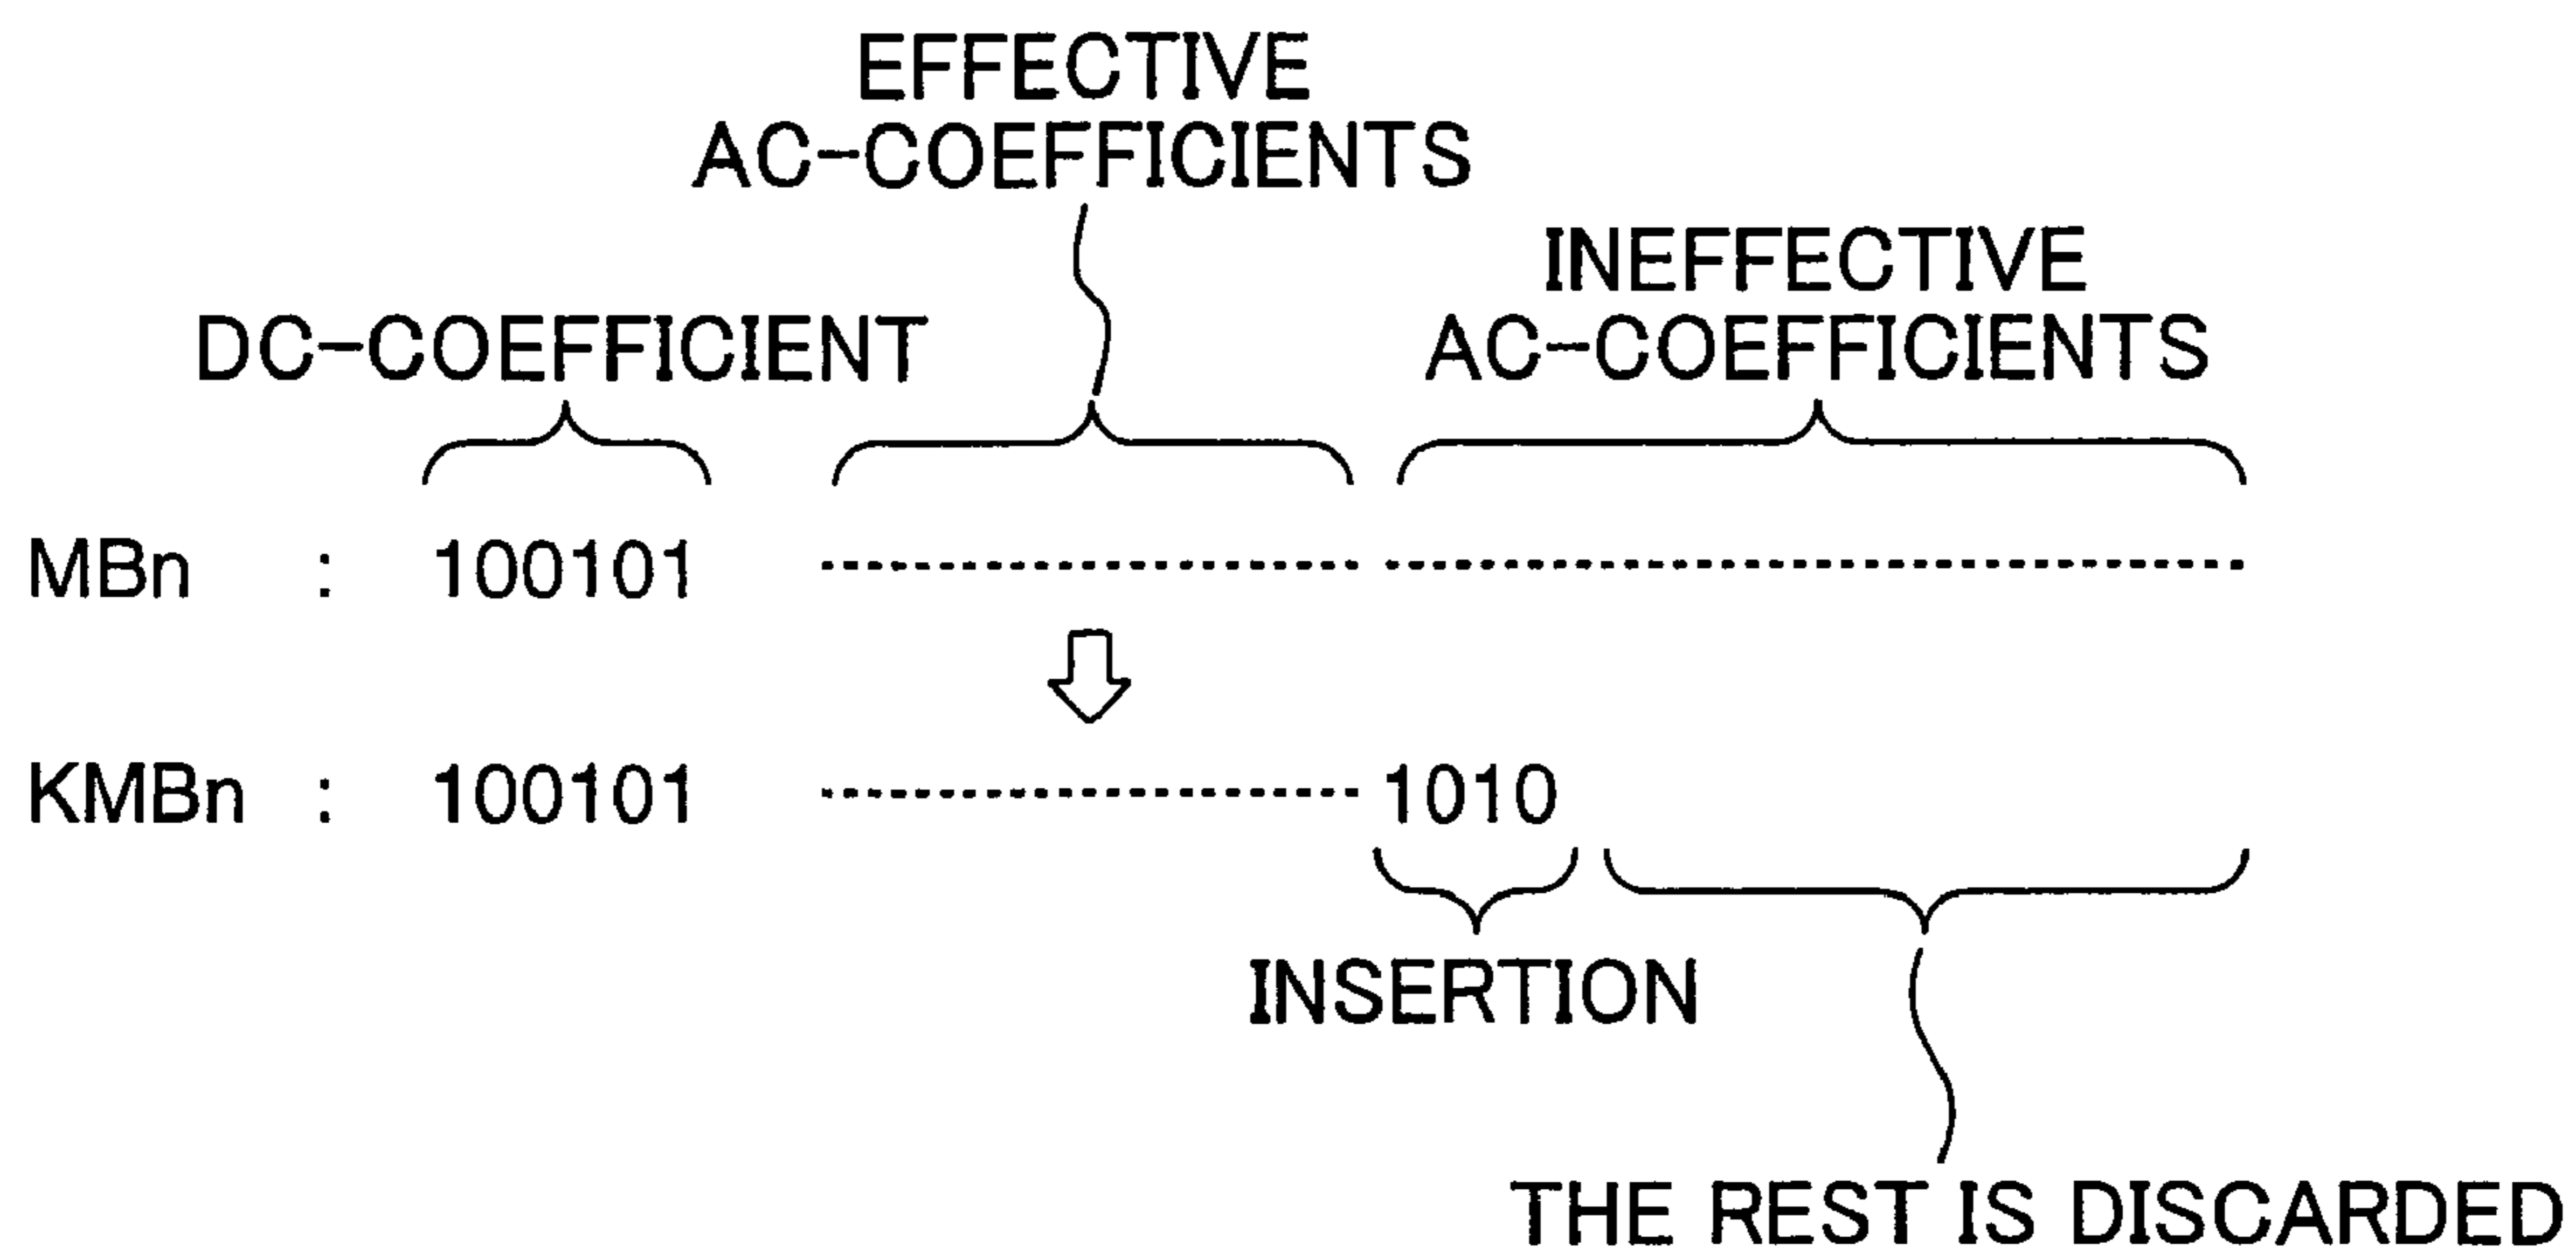 EFFECTIVE
AC-COEFFICIENTS
INEFFECTIVE
AC-COEFFICIENTS
DC-COEFFICIENT
MBn : 100101
KMBn : 100101 1010
INSERTION
THE REST IS DISCARDED